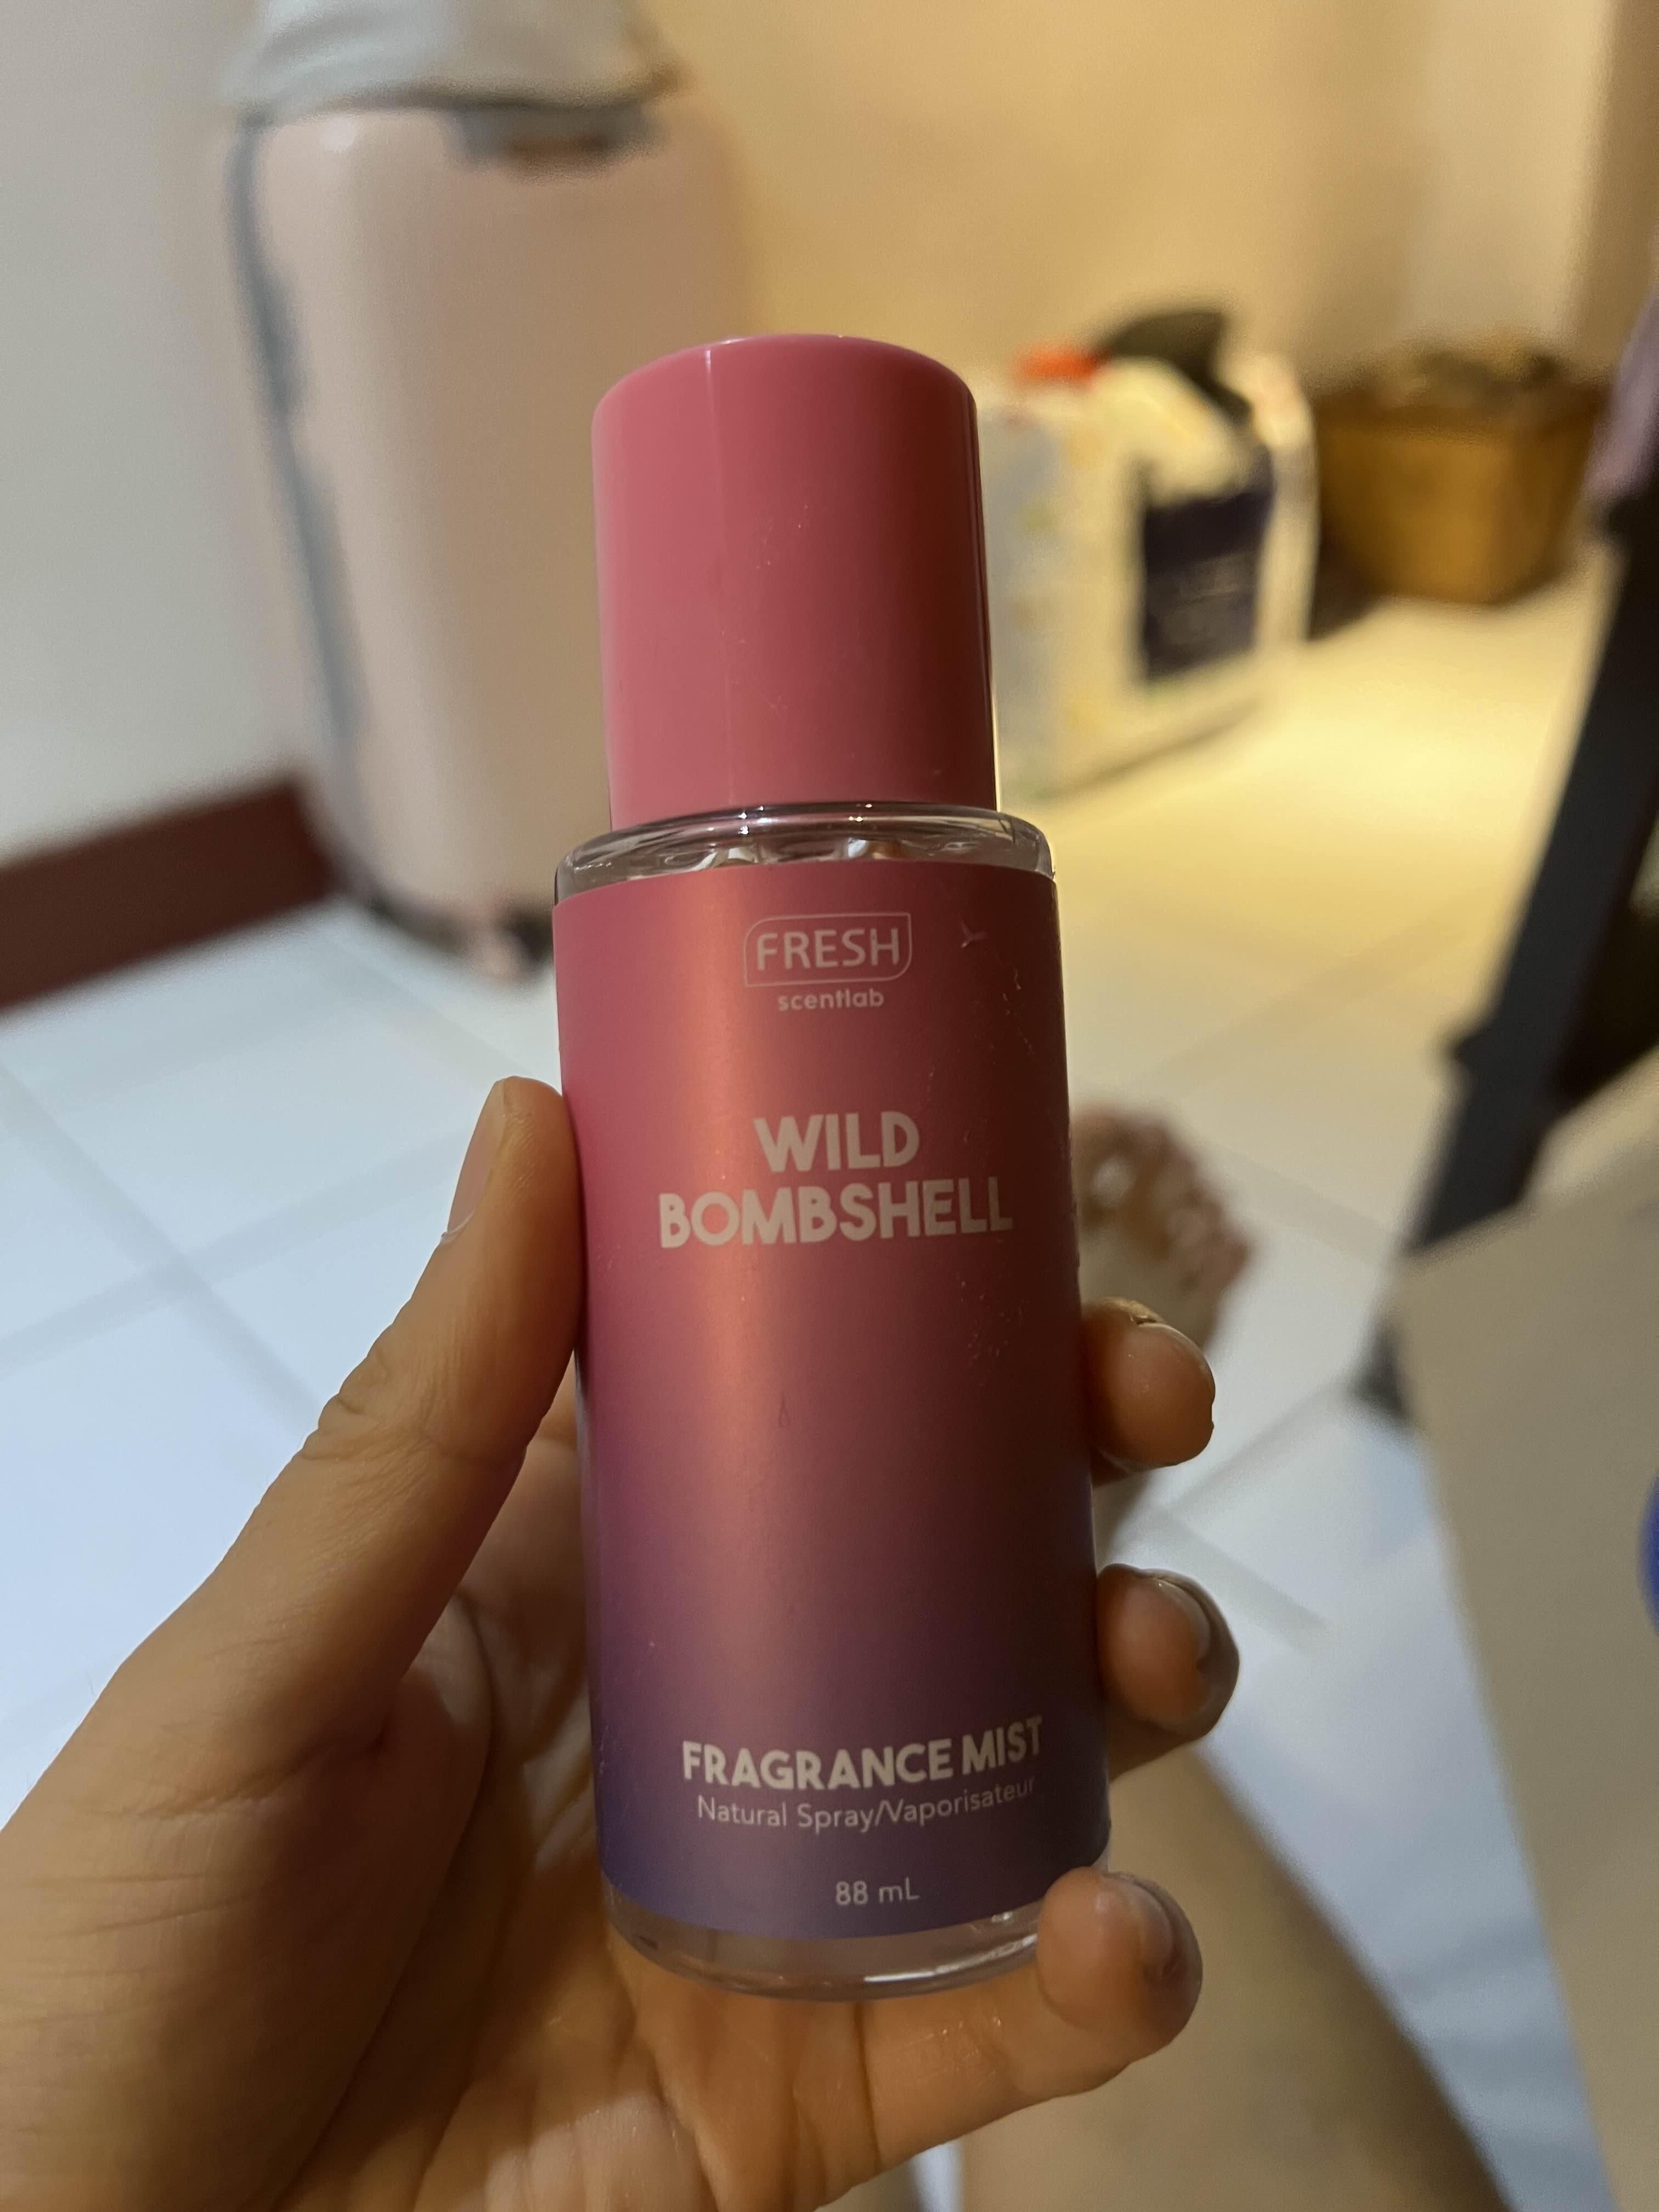 FRESH
scentlab
WILD
BOMBSHELL
FRAGRANCE MIST
Natural Spray/Vaporisateur
88 mL